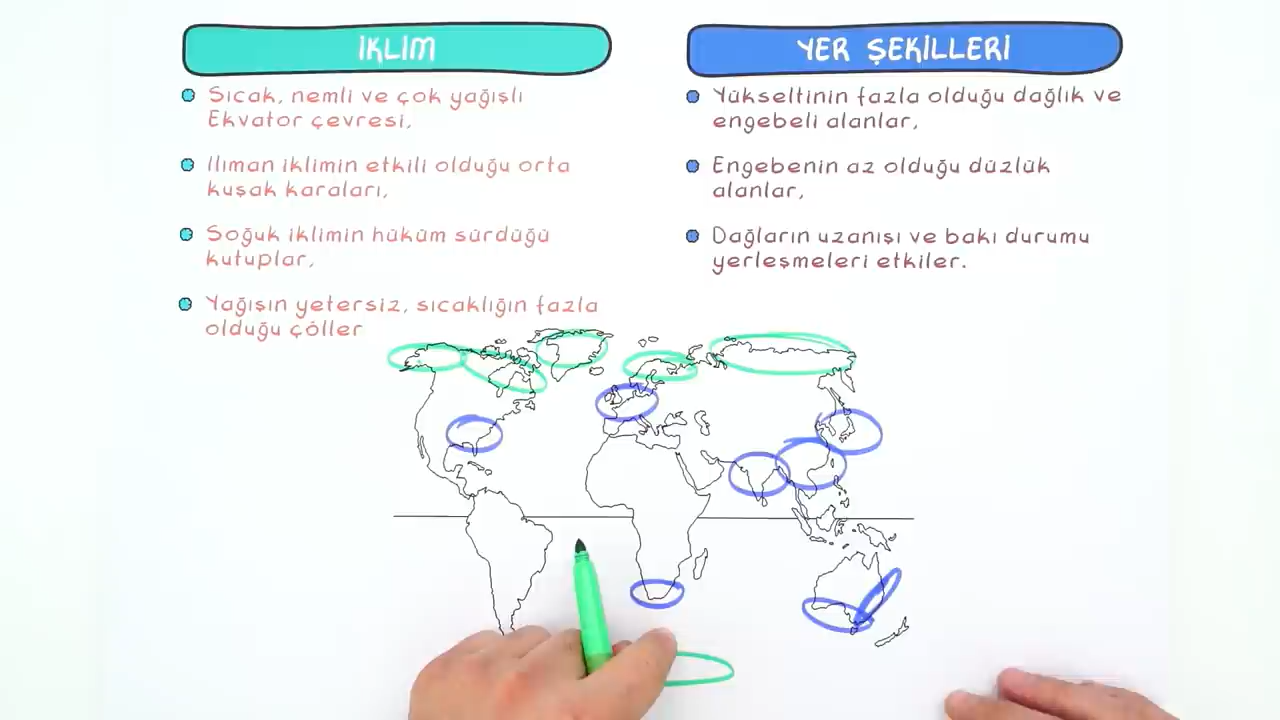 İKLİM
Sıcak, nemli ve çok yağışlı
Ekvator çevresi,
Ilıman iklimin etkili olduğu orta
kuşak karaları,
Soğuk iklimin hüküm sürdüğü
kutuplar,
Yağışın yetersiz, sıcaklığın fazla
olduğu çöller
YER ŞEKİLLERİ
Yükseltinin fazla olduğu dağlık ve
engebeli alanlar,
Engebenin az olduğu düzlük
alanlar,
Dağların uzanışı ve bakı durumu
yerleşmeleri etkiler.